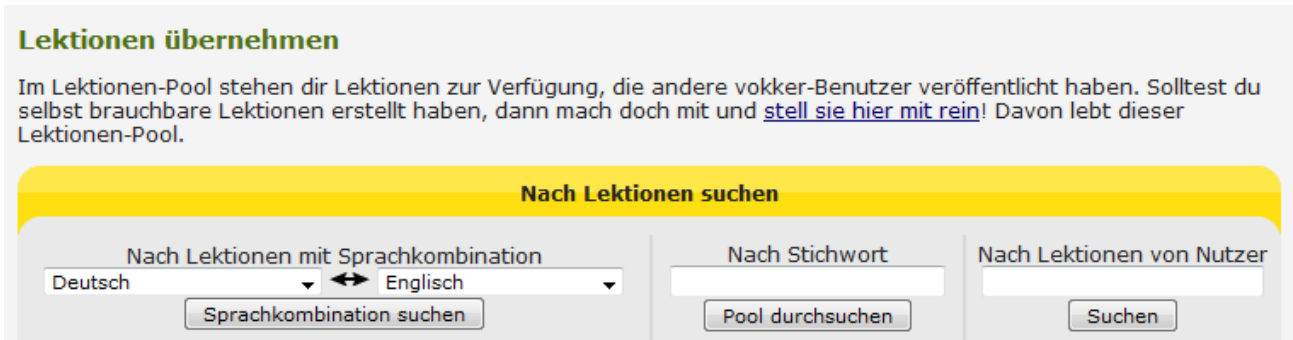 Lektionen übernehmen
Im Lektionen-Pool stehen dir Lektionen zur Verfügung, die andere vokker-Benutzer veröffentlicht haben. Solltest du
selbst brauchbare Lektionen erstellt haben, dann mach doch mit und stell sie hier mit rein! Davon lebt dieser
Lektionen-Pool.
Nach Lektionen suchen
Nach Lektionen mit Sprachkombination
Deutsch Englisch
Sprachkombination suchen
Nach Stichwort
Pool durchsuchen
Nach Lektionen von Nutzer
Suchen